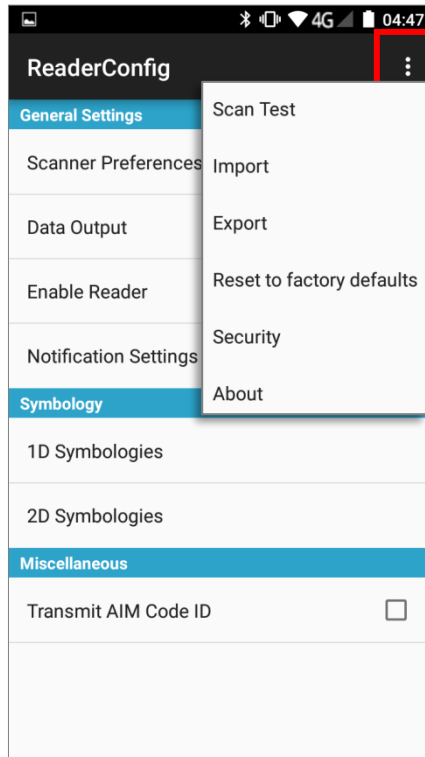 4G 04:47
ReaderConfig
General Settings
Scanner Preferences
Data Output
Enable Reader
Notification Settings
Scan Test
Import
Export
Reset to factory defaults
Security
About
Symbology
1D Symbologies
2D Symbologies
Miscellaneous
Transmit AIM Code ID